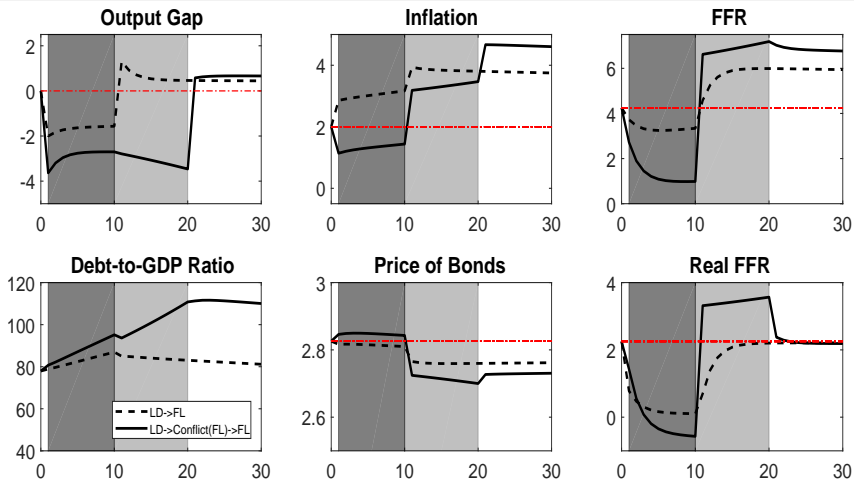 Output Gap
2
0
-2
-4
0 10 20 30
Inflation
4
2
0
0 10 20 30
FFR
6
4
2
0
0 10 20 30
Debt-to-GDP Ratio
120
100
80
60
40
0 10 20 30
LD->FL
LD->Conflict(FL)->FL
Price of Bonds
3
2.8
2.6
0 10 20 30
Real FFR
4
2
0
0 10 20 30